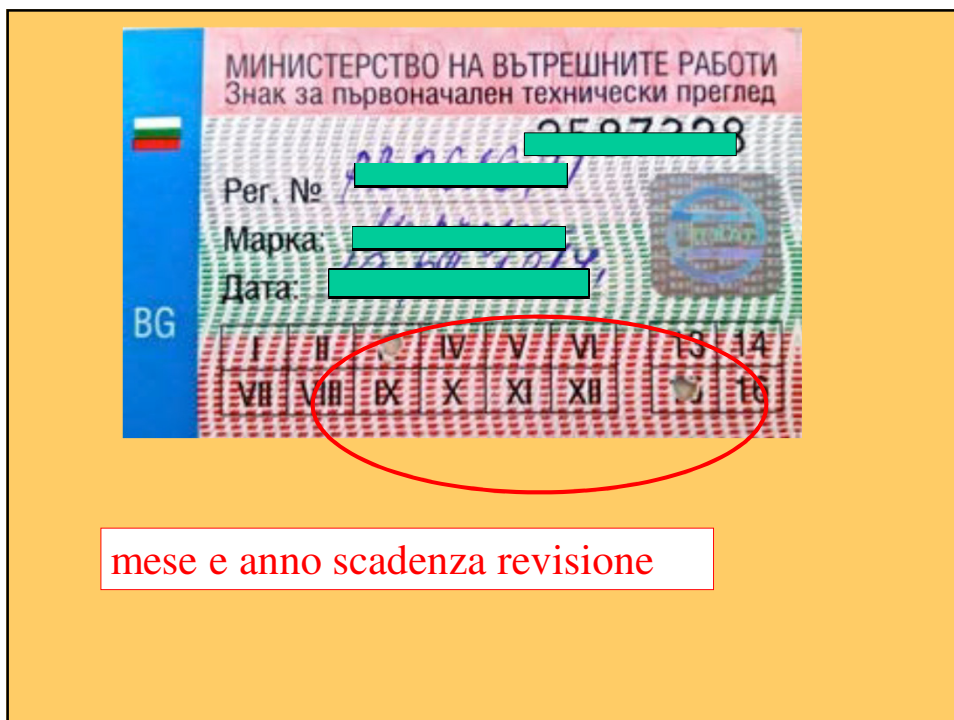 МИНИСТЕРСТВО НА ВЪТРЕШНИТЕ РАБОТИ
Знак за първоначален технически преглед
Рег. №
Марка:
Дата:
BG
I II IV V VI 13 14
VII VIII IX X XI XII 16
mese e anno scadenza revisione